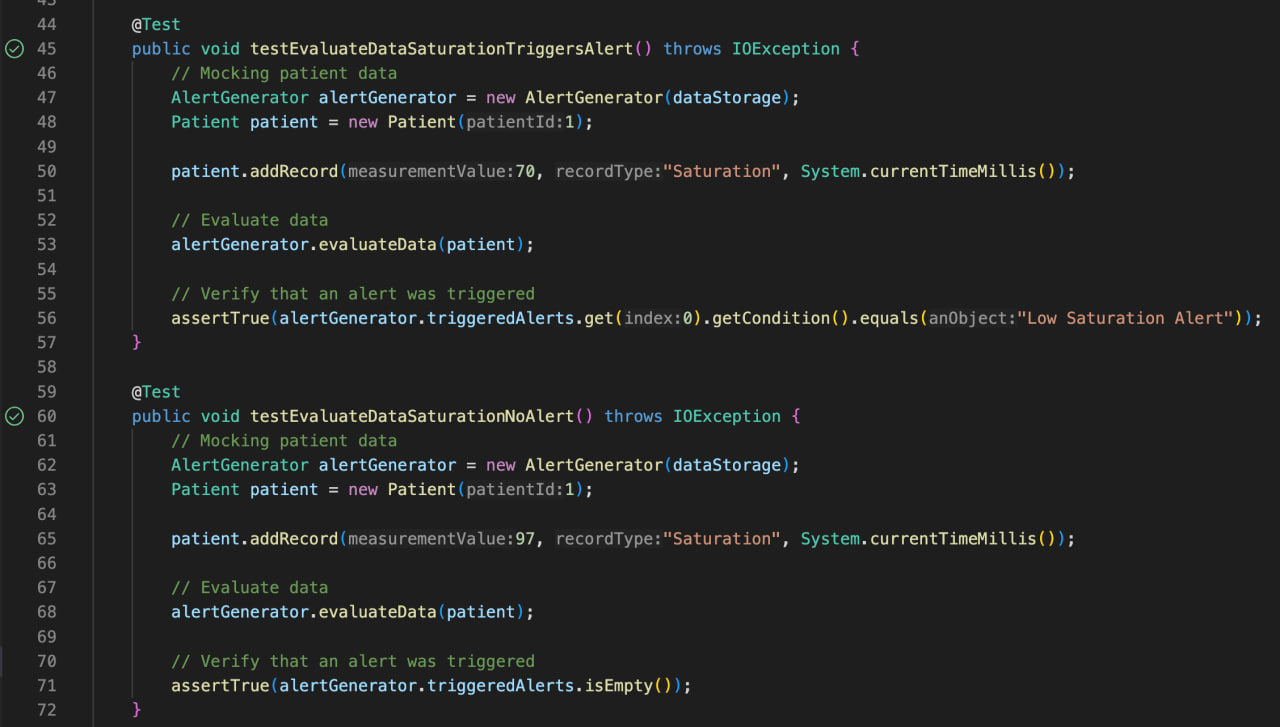 43
44 @Test
45 public void testEvaluateDataSaturationTriggersAlert() throws IOException {
46 // Mocking patient data
47 AlertGenerator alertGenerator = new AlertGenerator(dataStorage);
48 Patient patient = new Patient(patientId:1);
49
50 patient.addRecord(measurementValue:70, recordType:"Saturation", System.currentTimeMillis());
51
52 // Evaluate data
53 alertGenerator.evaluateData(patient);
54
55 // Verify that an alert was triggered
56 assertTrue(alertGenerator.triggeredAlerts.get(index:0).getCondition().equals(anObject:"Low Saturation Alert"));
57 }
58
59 @Test
60 public void testEvaluateDataSaturationNoAlert() throws IOException {
61 // Mocking patient data
62 AlertGenerator alertGenerator = new AlertGenerator(dataStorage);
63 Patient patient = new Patient(patientId:1);
64
65 patient.addRecord(measurementValue:97, recordType:"Saturation", System.currentTimeMillis());
66
67 // Evaluate data
68 alertGenerator.evaluateData(patient);
69
70 // Verify that an alert was triggered
71 assertTrue(alertGenerator.triggeredAlerts.isEmpty());
72 }